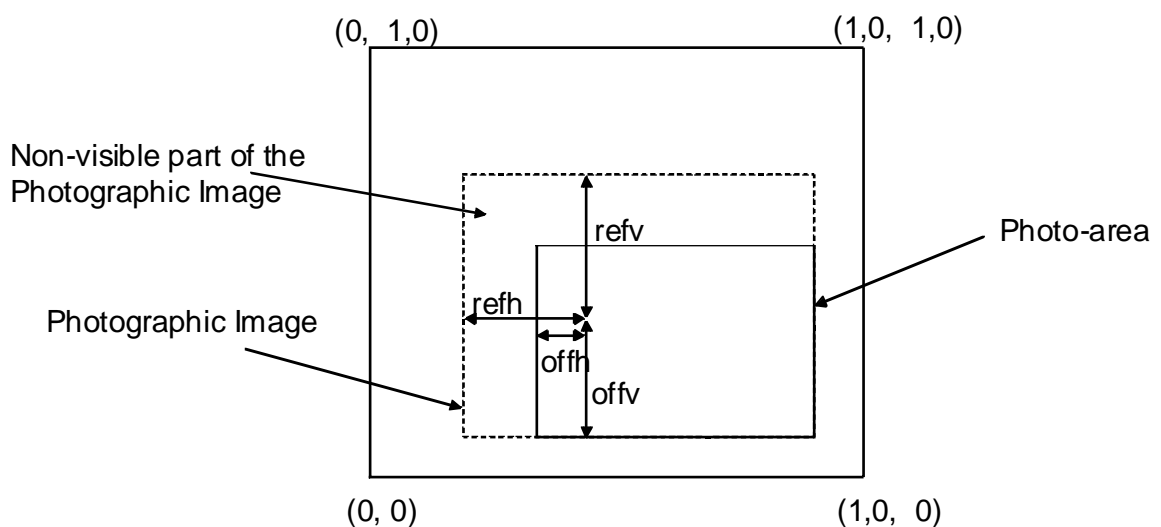 (0, 1,0)
(1,0, 1,0)
Non-visible part of the
Photographic Image
refv
Photo-area
refh
Photographic Image
offh
offv
(0, 0)
(1,0, 0)